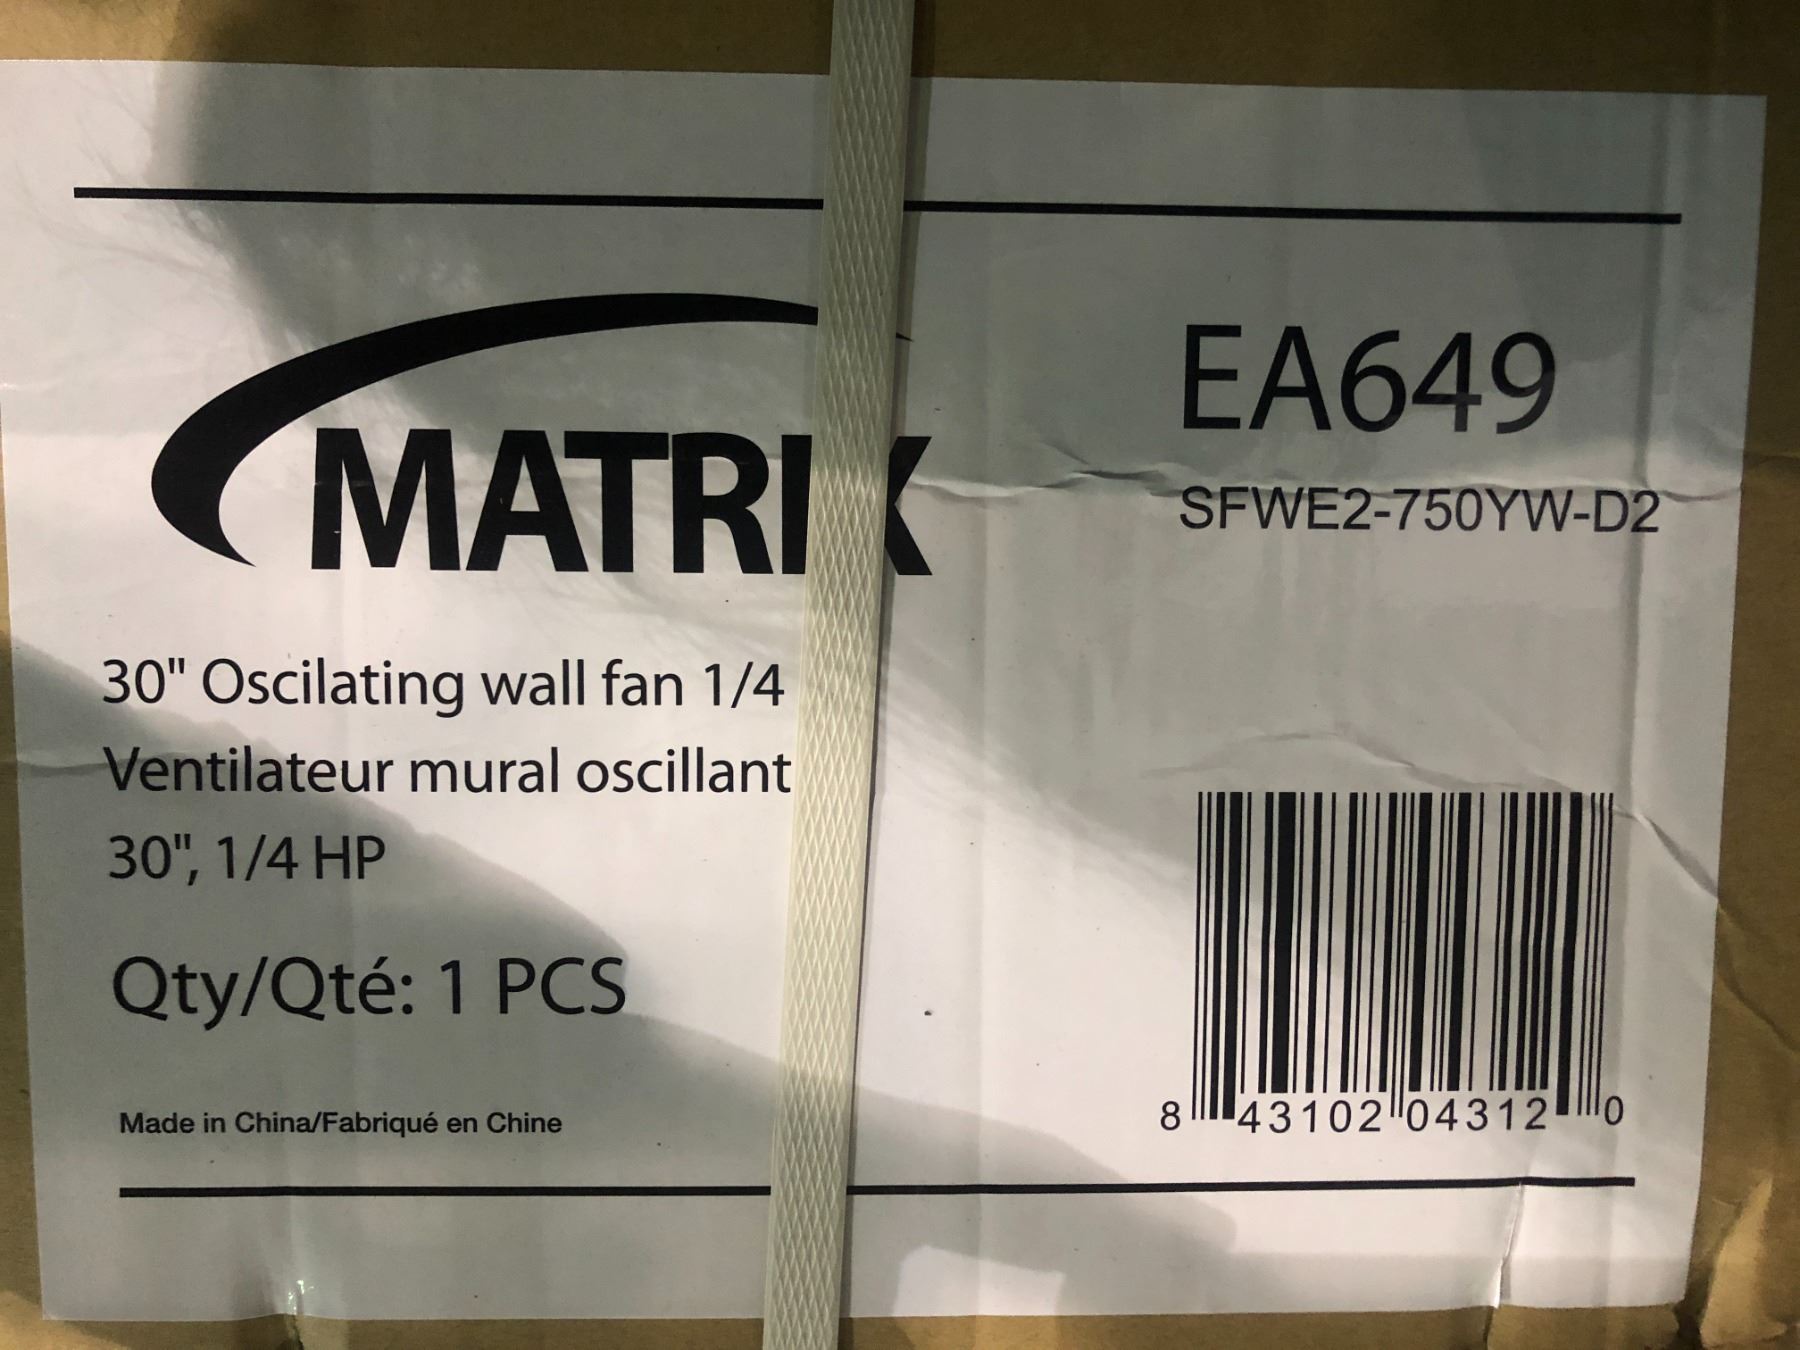 MATRIX
EA649
SFWE2-750YW-D2
30" Oscilating wall fan 1/4
Ventilateur mural oscillant
30", 1/4 HP
Qty/Qté: 1 PCS
Made in China/Fabriqué en Chine
8 43102 04312 0